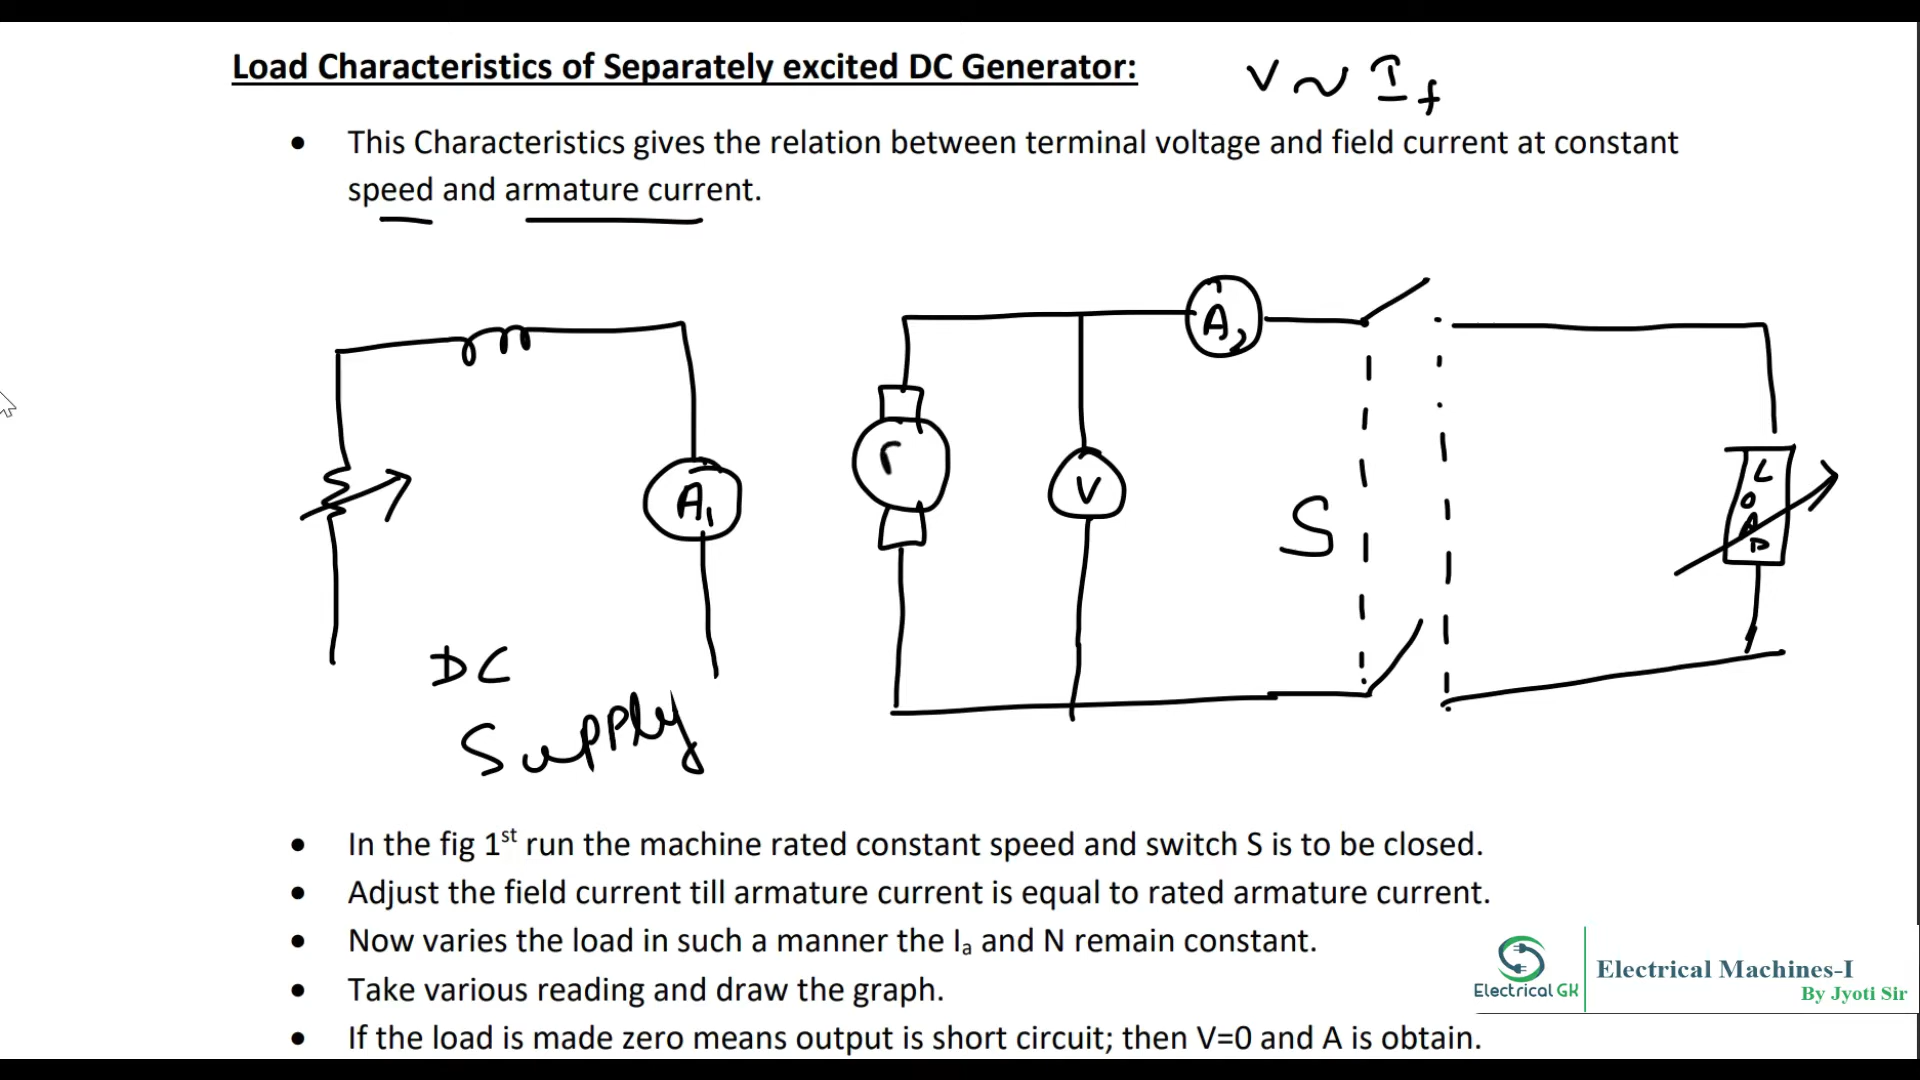 Load Characteristics of Separately excited DC Generator:
V ~ If
• This Characteristics gives the relation between terminal voltage and field current at constant
speed and armature current.
A2
A1
V
S
LOAD
DC
Supply
• In the fig 1st run the machine rated constant speed and switch S is to be closed.
• Adjust the field current till armature current is equal to rated armature current.
• Now varies the load in such a manner the Ia and N remain constant.
• Take various reading and draw the graph.
• If the load is made zero means output is short circuit; then V=0 and A is obtain.
Electrical GK
Electrical Machines-I
By Jyoti Sir